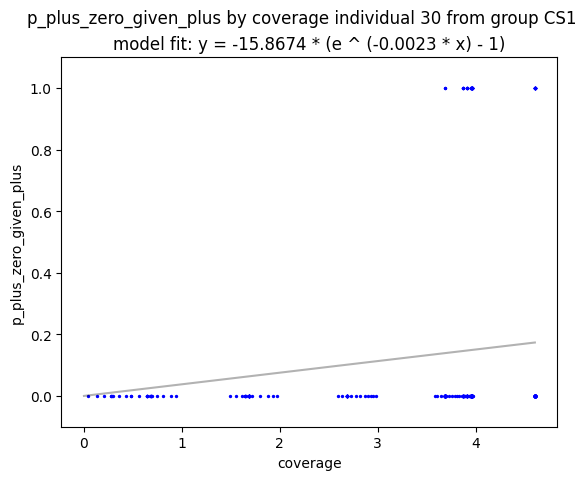 p_plus_zero_given_plus by coverage individual 30 from group CS1
model fit: y = -15.8674 * (e ^ (-0.0023 * x) - 1)
1.0
0.8
0.6
0.4
0.2
0.0
p_plus_zero_given_plus
0 1 2 3 4
coverage